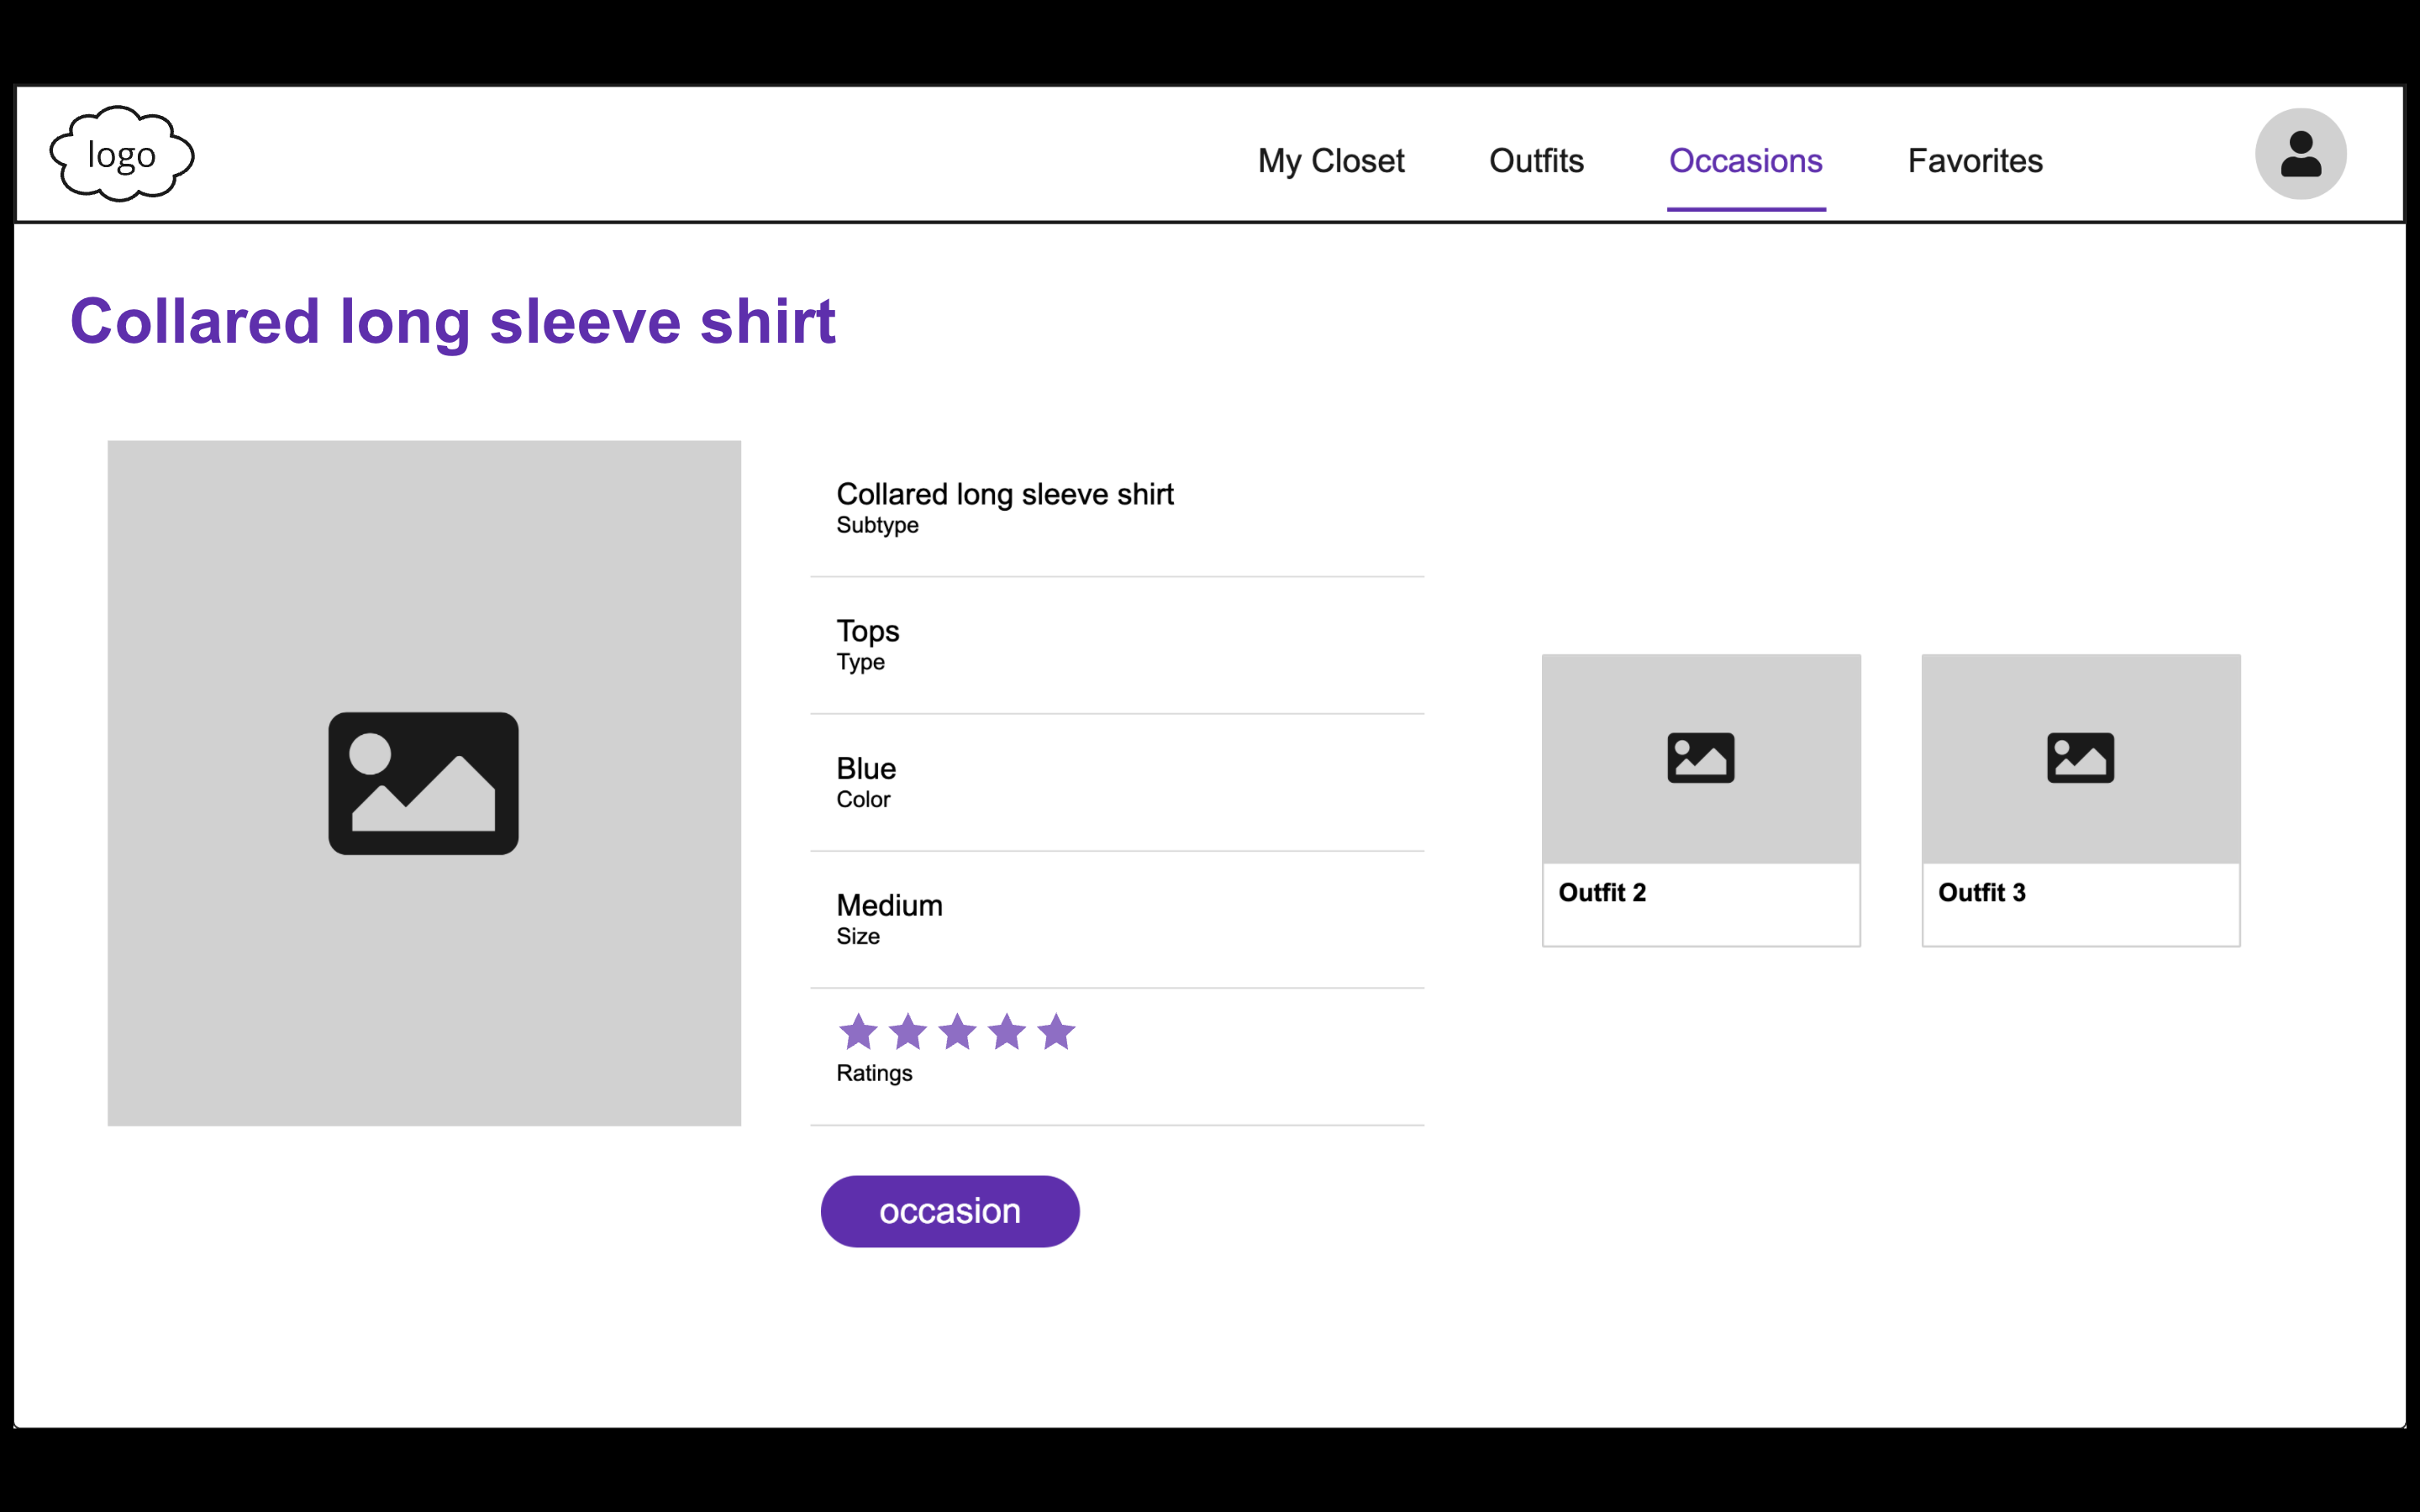 logo
My Closet
Outfits
Occasions
Favorites
Collared long sleeve shirt
Collared long sleeve shirt
Subtype
Tops
Type
Blue
Color
Medium
Size
Ratings
occasion
Outfit 2
Outfit 3